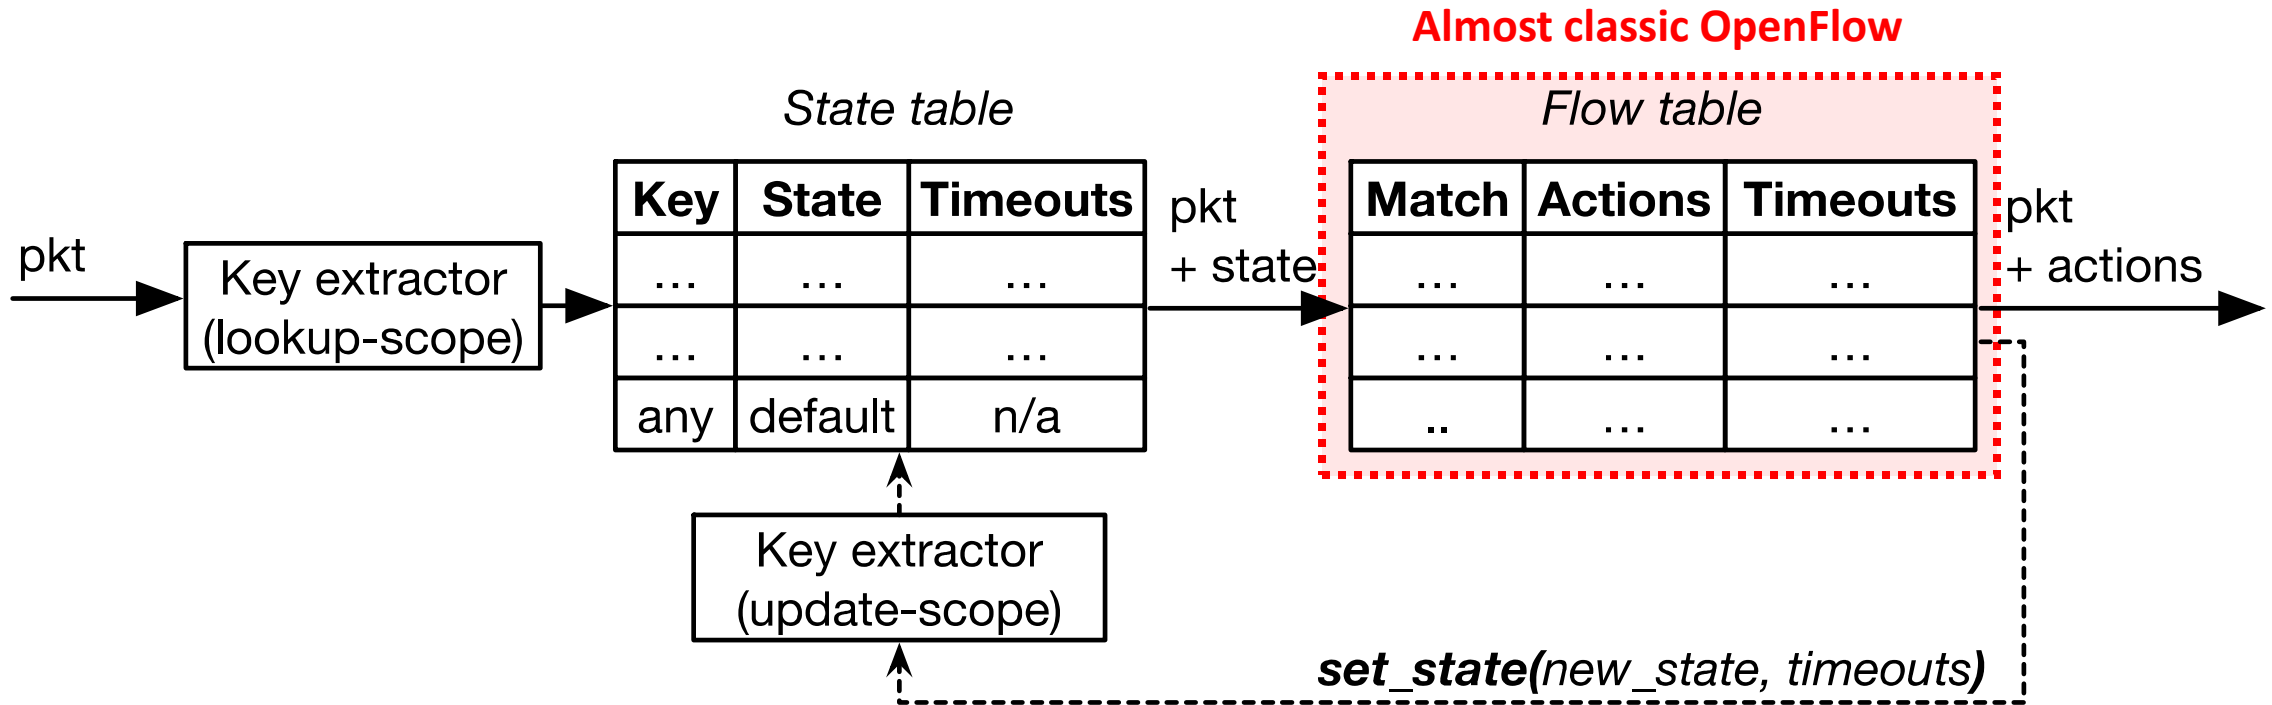 Almost classic OpenFlow
State table
Flow table
Key State Timeouts
... ... ...
... ... ...
any default n/a
Match Actions Timeouts
... ... ...
... ... ...
.. ... ...
pkt
Key extractor
(lookup-scope)
pkt
+ state
pkt
+ actions
Key extractor
(update-scope)
set_state(new_state, timeouts)